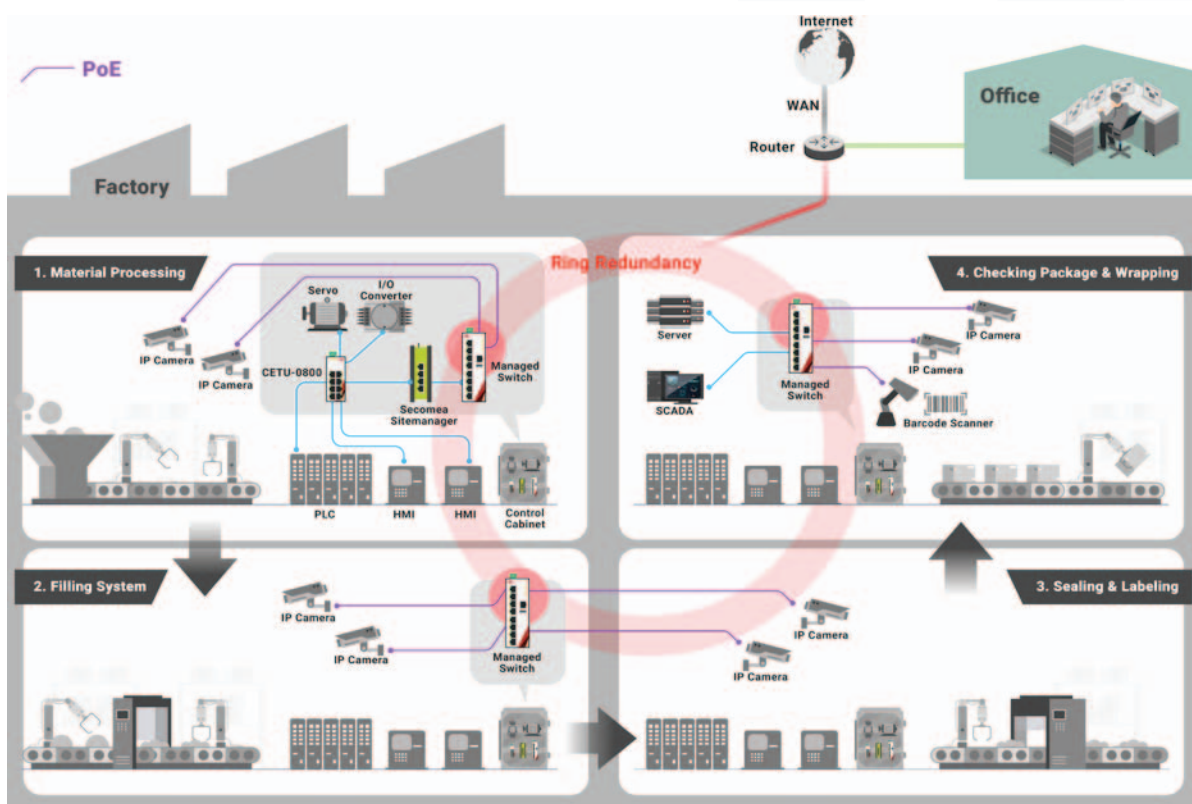 Internet
PoE
WAN
Office
Router
Factory
Ring Redundancy
1. Material Processing
Servo
I/O
Converter
IP Camera
IP Camera
CETU-0800
Managed
Switch
Secomea
Sitemanager
PLC
HMI
HMI
Control
Cabinet
4. Checking Package & Wrapping
Server
IP Camera
IP Camera
Managed
Switch
SCADA
Barcode Scanner
2. Filling System
IP Camera
IP Camera
Managed
Switch
3. Sealing & Labeling
IP Camera
IP Camera